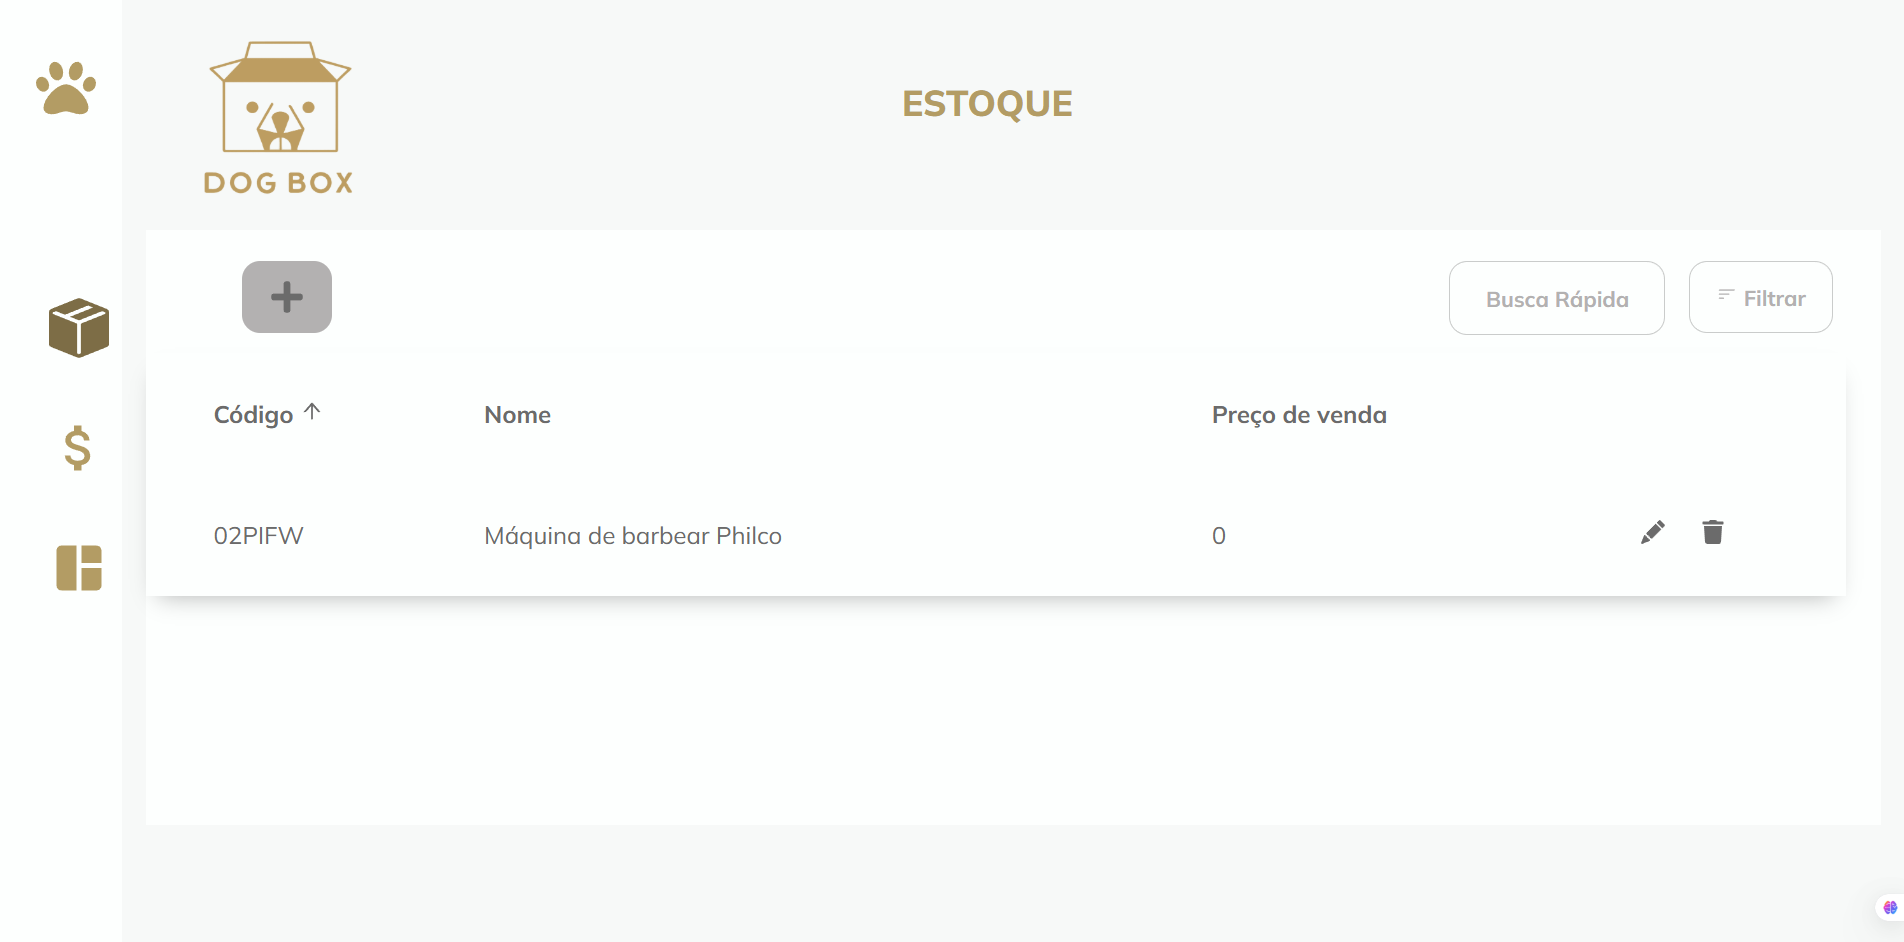 DOG BOX
ESTOQUE
Busca Rápida
Filtrar
Código Nome Preço de venda
02PIFW Máquina de barbear Philco 0